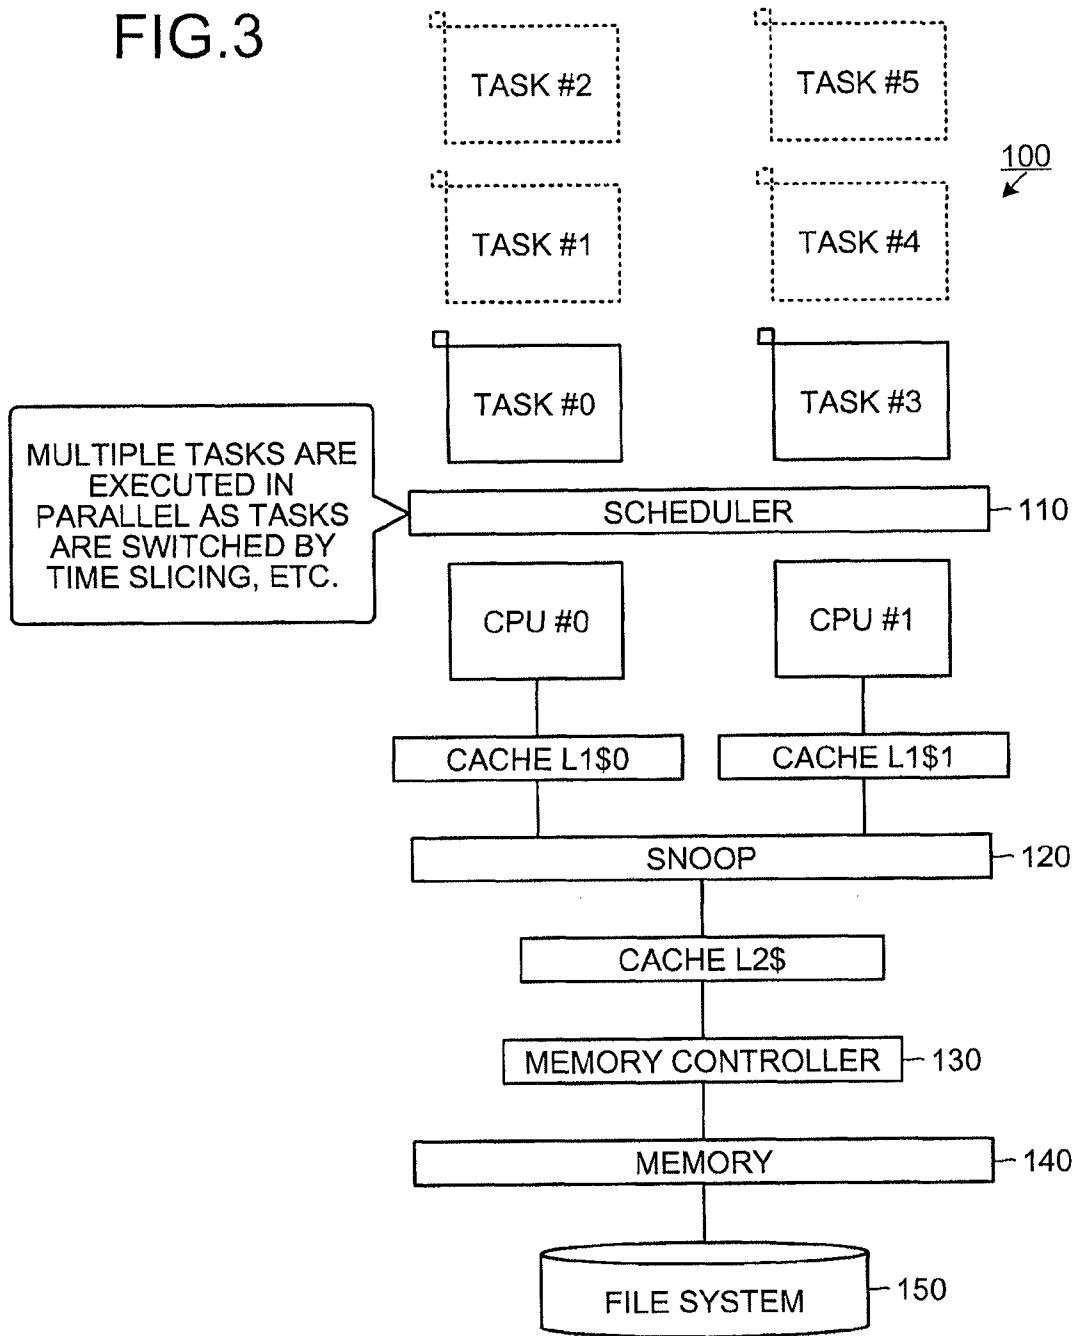 FIG.3
TASK #2
TASK #5
100
TASK #1
TASK #4
TASK #0
TASK #3
MULTIPLE TASKS ARE
EXECUTED IN
PARALLEL AS TASKS
ARE SWITCHED BY
TIME SLICING, ETC.
SCHEDULER
110
CPU #0
CPU #1
CACHE L1$0
CACHE L1$1
SNOOP
120
CACHE L2$
MEMORY CONTROLLER
130
MEMORY
140
FILE SYSTEM
150